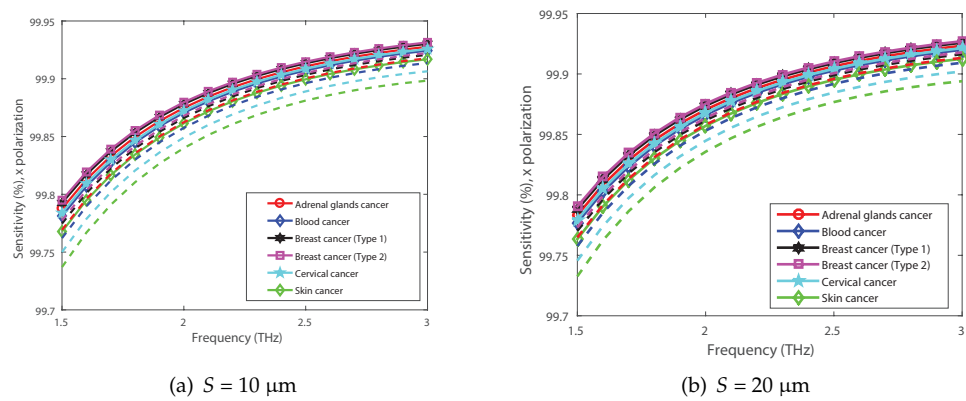 99.95
99.9
99.85
99.8
99.75
99.7
Sensitivity (%), x polarization
1.5
2
2.5
3
Frequency (THz)
Adrenal glands cancer
Blood cancer
Breast cancer (Type 1)
Breast cancer (Type 2)
Cervical cancer
Skin cancer
(a) S = 10 μm
99.95
99.9
99.85
99.8
99.75
99.7
Sensitivity (%), x polarization
1.5
2
2.5
3
Frequency (THz)
Adrenal glands cancer
Blood cancer
Breast cancer (Type 1)
Breast cancer (Type 2)
Cervical cancer
Skin cancer
(b) S = 20 μm